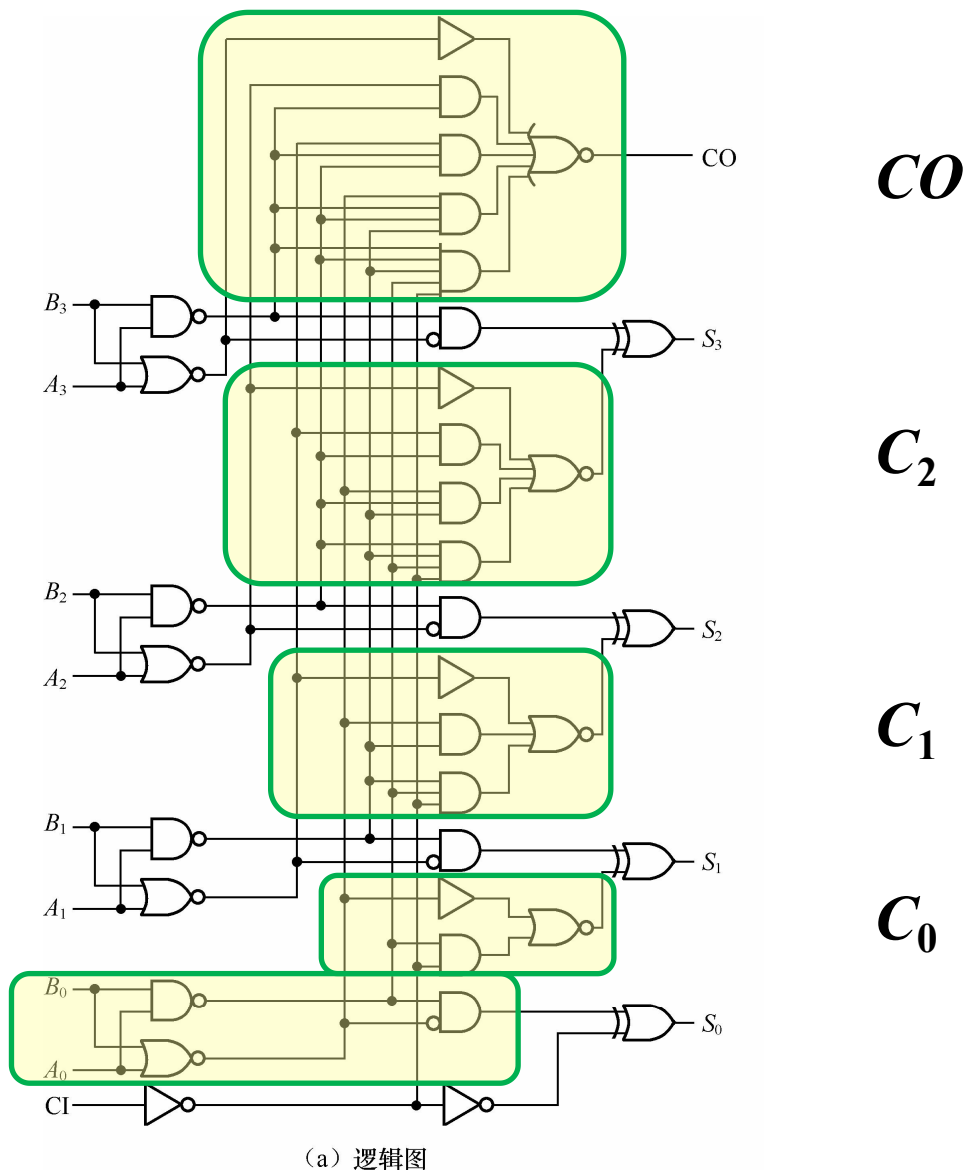 CO
CO
B₃
A₃
S₃
C₂
B₂
A₂
S₂
C₁
B₁
A₁
S₁
C₀
B₀
A₀
S₀
CI
（a）逻辑图